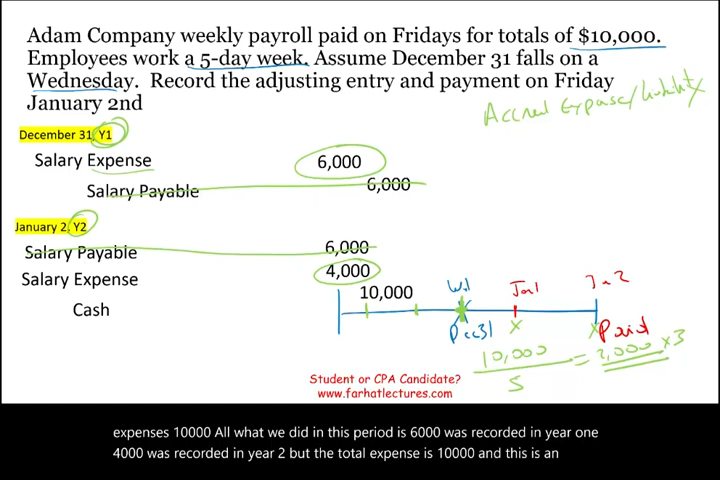 Adam Company weekly payroll paid on Fridays for totals of $10,000.
Employees work a 5-day week. Assume December 31 falls on a
Wednesday. Record the adjusting entry and payment on Friday
January 2nd
Accred Expense/liability
December 31, Y1
Salary Expense 6,000
Salary Payable 6,000
January 2, Y2
Salary Payable 6,000
Salary Expense 4,000
Cash 10,000
Wed Jan 1 Jan 2
Dec 31 x x Paid
10,000 / 5 = 2,000 x 3
Student or CPA Candidate?
www.farhatlectures.com
expenses 10000 All what we did in this period is 6000 was recorded in year one
4000 was recorded in year 2 but the total expense is 10000 and this is an